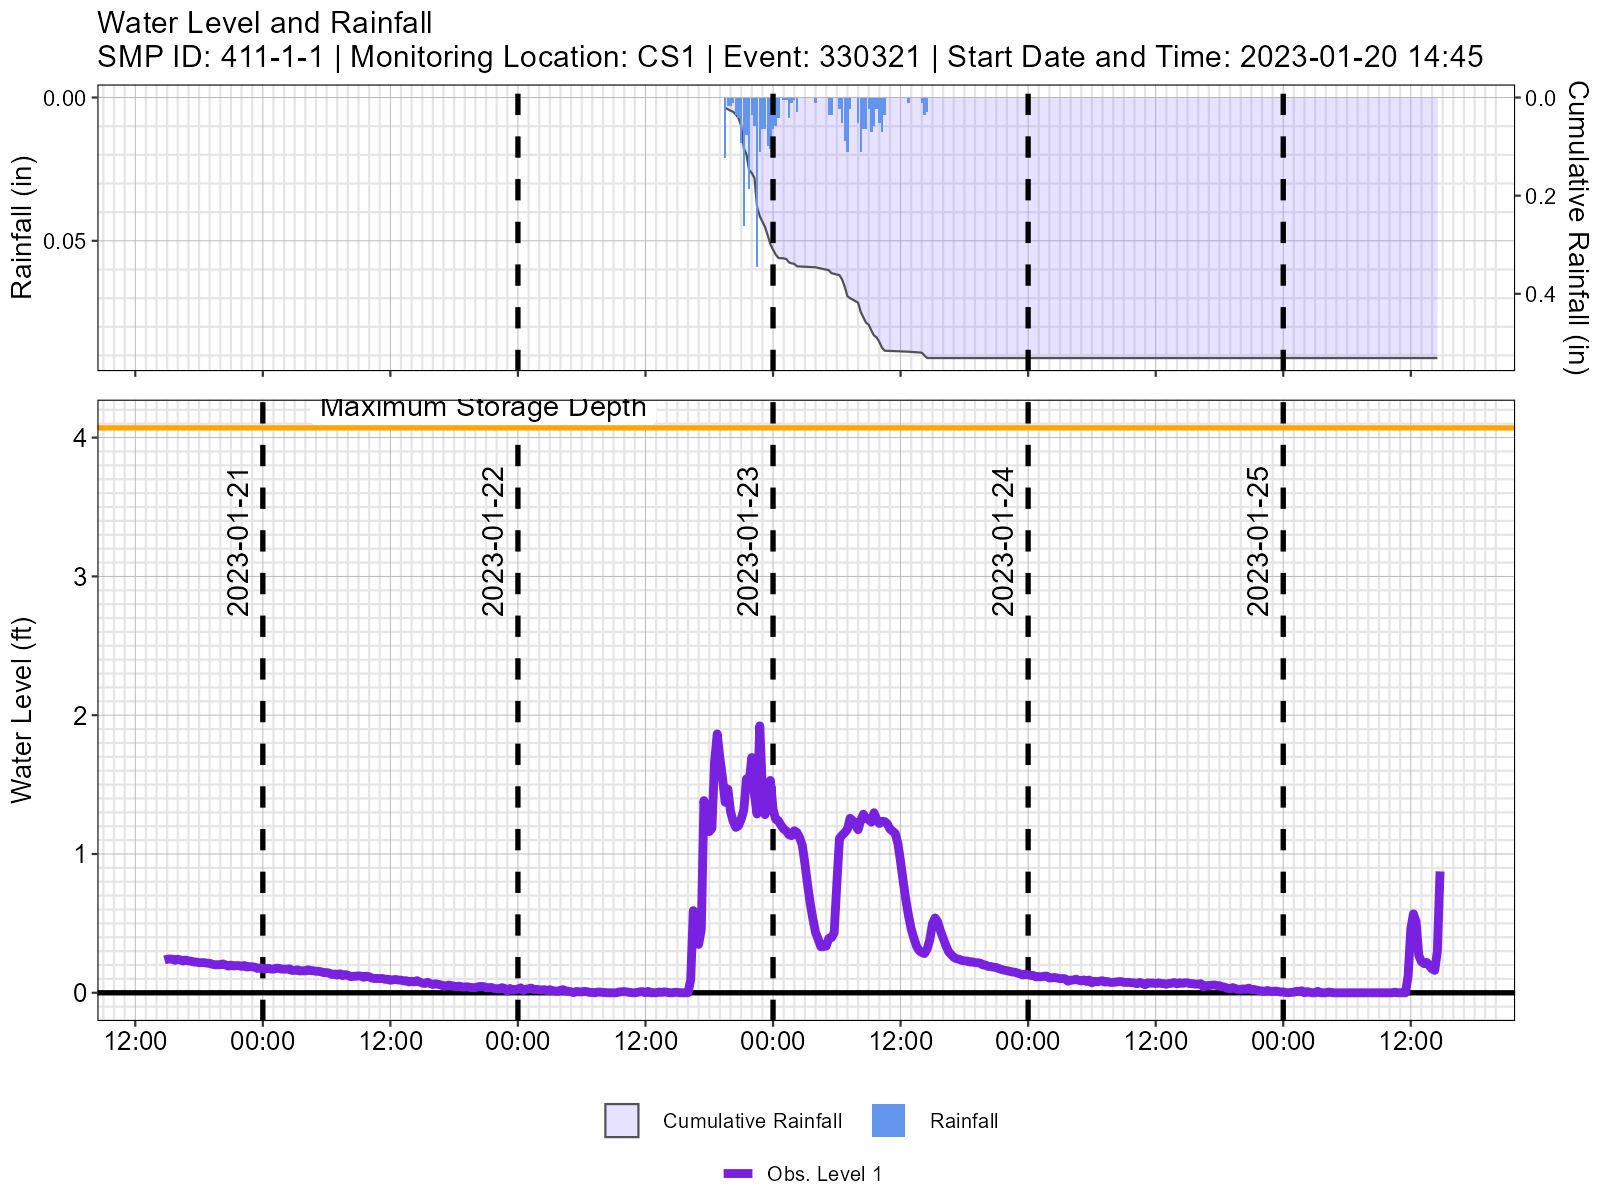 Water Level and Rainfall
SMP ID: 411-1-1 | Monitoring Location: CS1 | Event: 330321 | Start Date and Time: 2023-01-20 14:45
Rainfall (in)
0.00
0.05
0.0
0.2
0.4
Cumulative Rainfall (in)
Maximum Storage Depth
Water Level (ft)
4
3
2
1
0
2023-01-21
2023-01-22
2023-01-23
2023-01-24
2023-01-25
12:00 00:00 12:00 00:00 12:00 00:00 12:00 00:00 12:00 00:00 12:00
Cumulative Rainfall Rainfall
Obs. Level 1